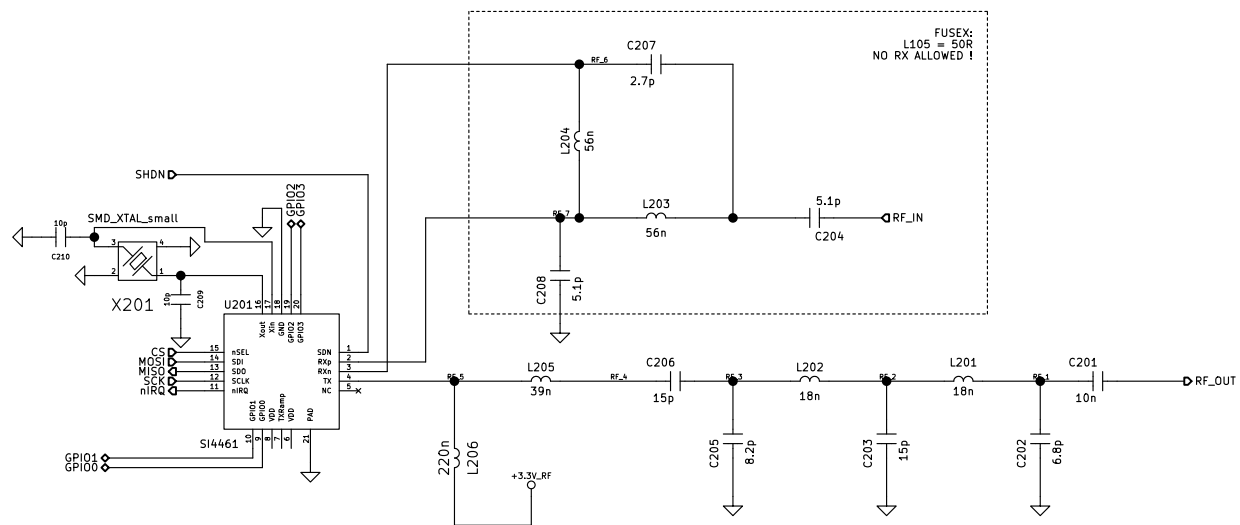 FUSEX:
L105 = 50R
NO RX ALLOWED !
C207
RF_6
2.7p
L204
56n
SHDN
GPIO2
GPIO3
SMD_XTAL_small
10p
C210
3
4
2
1
X201
10p
C209
RF_7
L203
56n
5.1p
C204
RF_IN
C208
5.1p
U201
16
17
18
19
20
Xout
Xin
GND
GPIO2
GPIO3
CS
15
nSEL
SDN
1
MOSI
14
SDI
RXp
2
MISO
13
SDO
RXn
3
SCK
12
SCLK
TX
4
nIRQ
11
nIRQ
NC
5
GPIO1
GPIO0
VDD
TXRamp
VDD
PAD
10
9
8
7
6
21
SI4461
GPIO1
GPIO0
RF_5
L205
39n
RF_4
C206
15p
RF_3
L202
18n
RF_2
L201
18n
RF_1
C201
10n
RF_OUT
220n
L206
+3.3V_RF
C205
8.2p
C203
15p
C202
6.8p